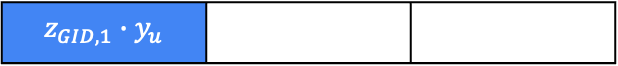 z_{GID,1} · y_u